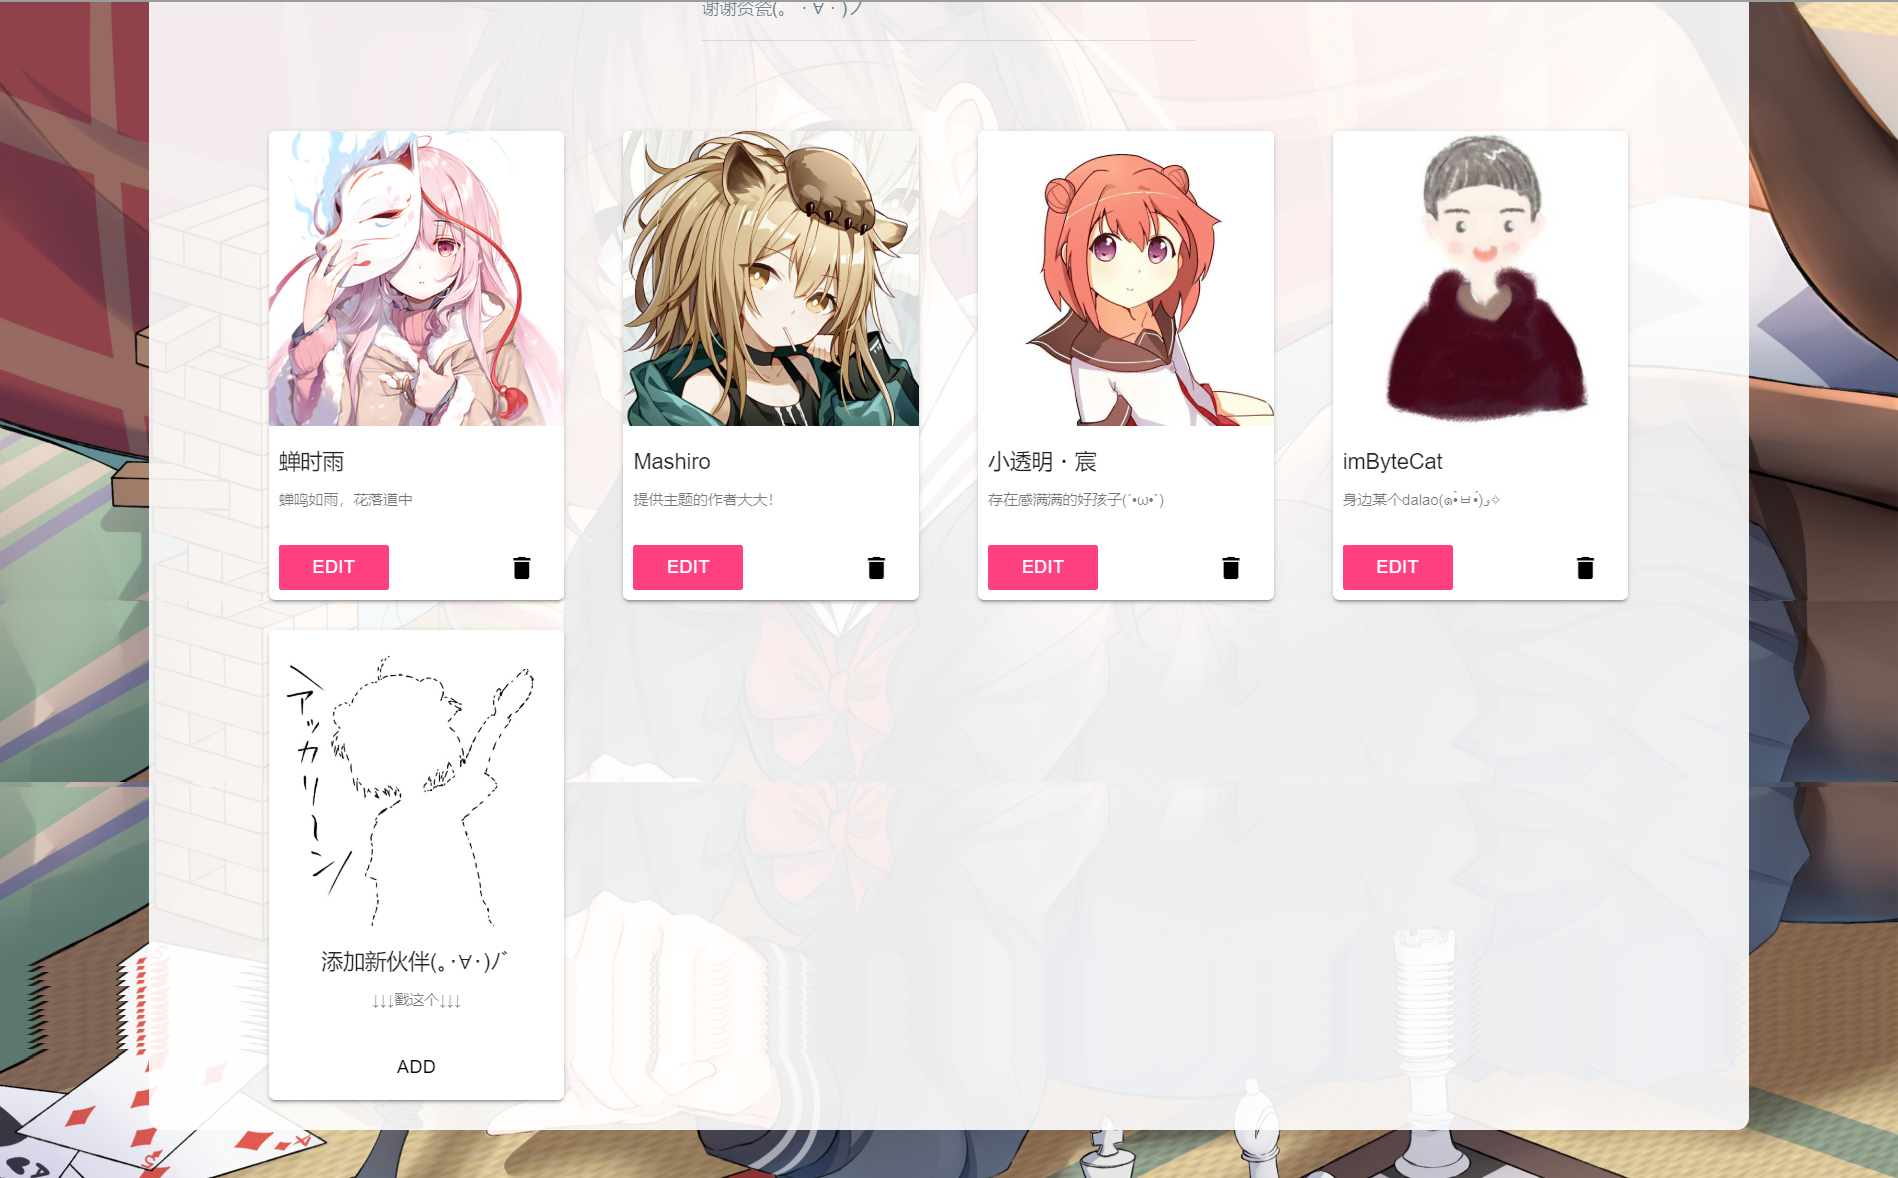 谢谢资瓷(。・∀・)ノ
蝉时雨
蝉鸣如雨，花落道中
EDIT
Mashiro
提供主题的作者大大！
EDIT
小透明・宸
存在感满满的好孩子(´•ω•`)
EDIT
imByteCat
身边某个dalao(๑•̀ㅂ•́)و✧
EDIT
アッカリ〜ン
添加新伙伴(｡･∀･)ﾉﾞ
↓↓↓戳这个↓↓↓
ADD